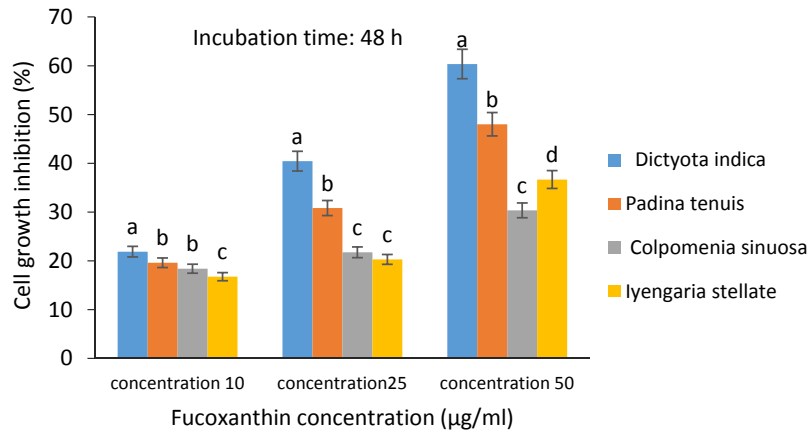 70
60
50
40
30
20
10
0
Cell growth inhibition (%)
Incubation time: 48 h
a
b
b
c
a
b
c
c
a
b
c
d
concentration 10
concentration25
concentration 50
Fucoxanthin concentration (µg/ml)
Dictyota indica
Padina tenuis
Colpomenia sinuosa
Iyengaria stellate